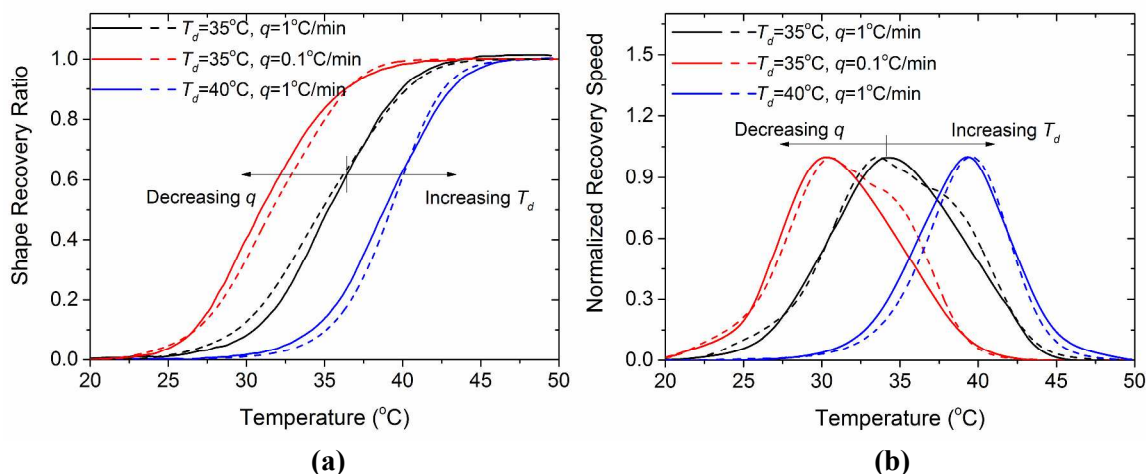 T_d=35°C, q=1°C/min
T_d=35°C, q=0.1°C/min
T_d=40°C, q=1°C/min
Shape Recovery Ratio
1.0
0.8
0.6
0.4
0.2
0.0
Decreasing q
Increasing T_d
20 25 30 35 40 45 50
Temperature (°C)
(a)
T_d=35°C, q=1°C/min
T_d=35°C, q=0.1°C/min
T_d=40°C, q=1°C/min
Normalized Recovery Speed
1.5
1.2
0.9
0.6
0.3
0.0
Decreasing q
Increasing T_d
20 25 30 35 40 45 50
Temperature (°C)
(b)